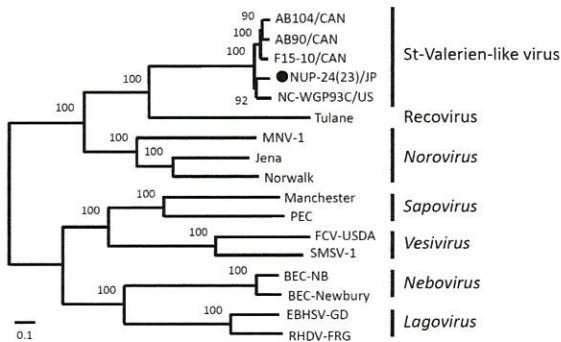 90
AB104/CAN
100
AB90/CAN
100
F15-10/CAN
St-Valerien-like virus
100
NUP-24(23)/JP
92
NC-WGP93C/US
100
Tulane
Recovirus
100
MNV-1
100
Jena
Norovirus
Norwalk
100
Manchester
Sapovirus
100
PEC
100
FCV-USDA
Vesivirus
SMSV-1
100
BEC-NB
Nebovirus
100
BEC-Newbury
100
EBHSV-GD
Lagovirus
RHDV-FRG
0.1